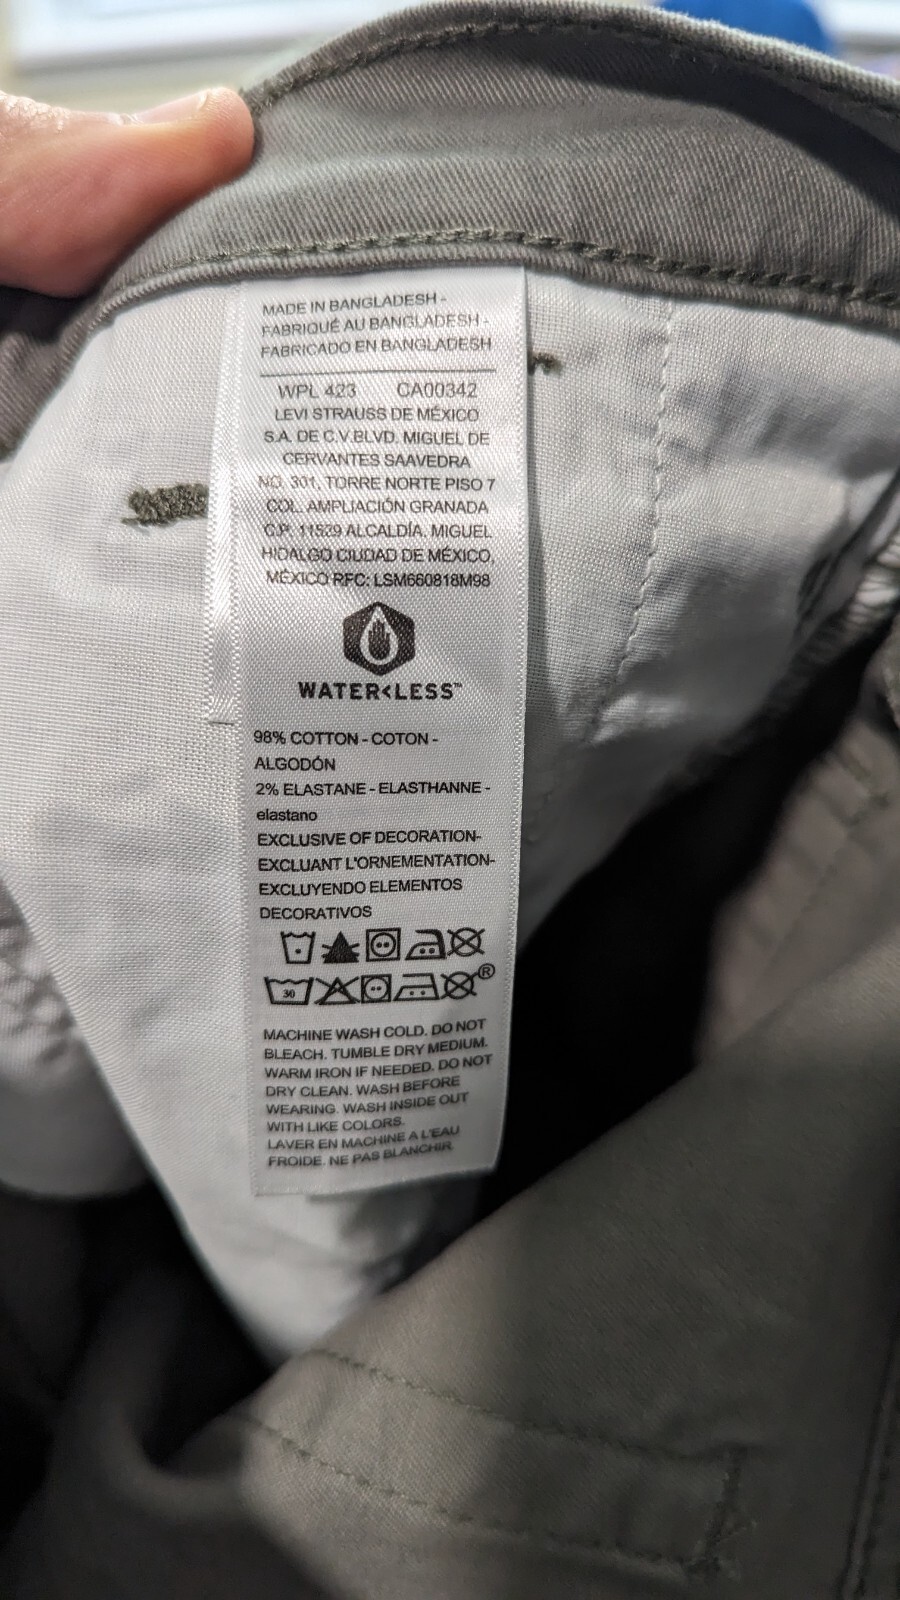 MADE IN BANGLADESH -
FABRIQUÉ AU BANGLADESH -
FABRICADO EN BANGLADESH
WPL 423 CA00342
LEVI STRAUSS DE MÉXICO
S.A. DE C.V.BLVD. MIGUEL DE
CERVANTES SAAVEDRA
NO. 301, TORRE NORTE PISO 7
COL. AMPLIACIÓN GRANADA
C.P. 11529 ALCALDÍA. MIGUEL
HIDALGO CIUDAD DE MÉXICO,
MÉXICO RFC: LSM660818M98
WATER<LESS™
98% COTTON - COTON -
ALGODÓN
2% ELASTANE - ELASTHANNE -
elastano
EXCLUSIVE OF DECORATION-
EXCLUANT L'ORNEMENTATION-
EXCLUYENDO ELEMENTOS
DECORATIVOS
30 ®
MACHINE WASH COLD. DO NOT
BLEACH. TUMBLE DRY MEDIUM.
WARM IRON IF NEEDED. DO NOT
DRY CLEAN. WASH BEFORE
WEARING. WASH INSIDE OUT
WITH LIKE COLORS.
LAVER EN MACHINE A L'EAU
FROIDE. NE PAS BLANCHIR.